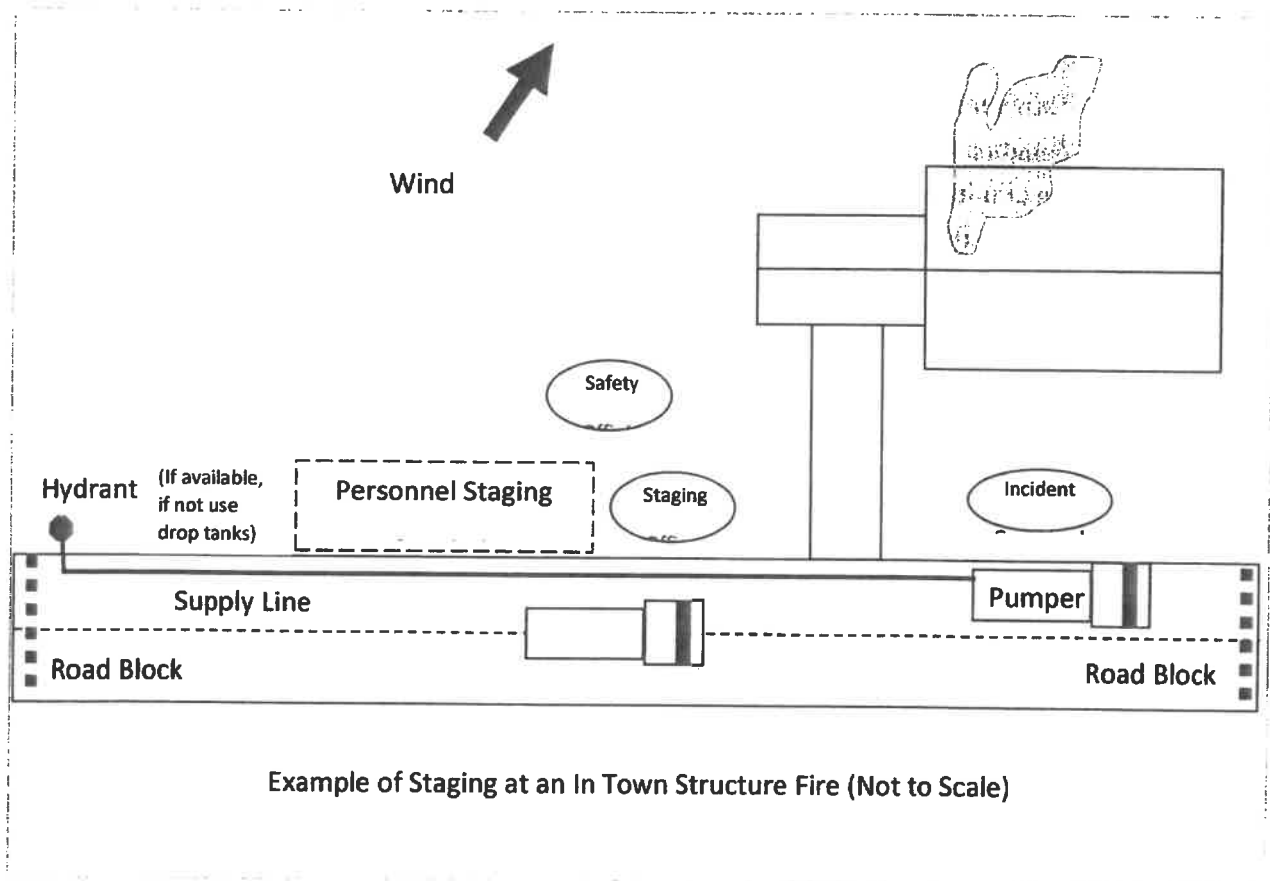 Wind
Safety
Hydrant
(If available,
if not use
drop tanks)
Personnel Staging
Staging
Incident
Supply Line
Pumper
Road Block
Road Block
Example of Staging at an In Town Structure Fire (Not to Scale)